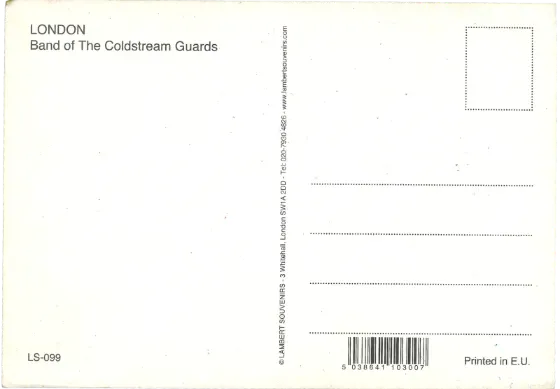 LONDON
Band of The Coldstream Guards
© LAMBERT SOUVENIRS - 3 Whitehall, London SW1A 2DD - Tel: 020-7930 4826 - www.lambertsouvenirs.com
LS-099
5 038641 103007
Printed in E.U.